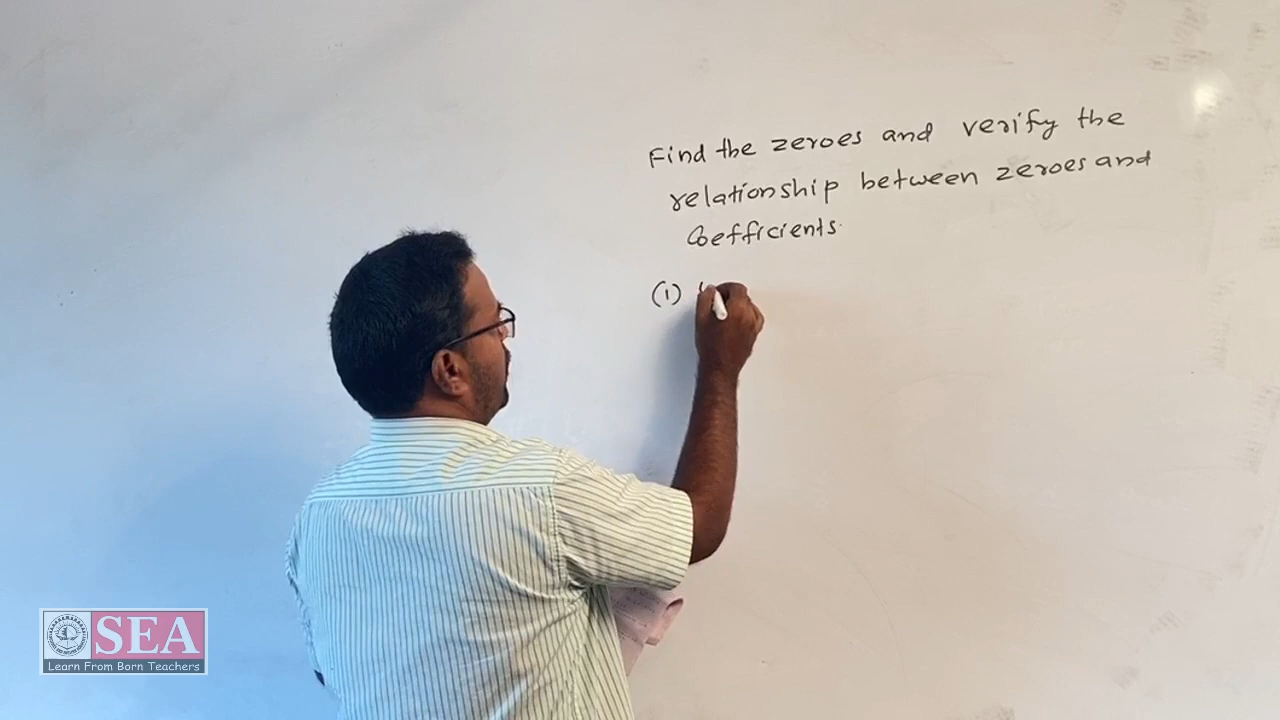 Find the zeroes and verify the
relationship between zeroes and
Coefficients.
(1)
SEA
Learn From Born Teachers